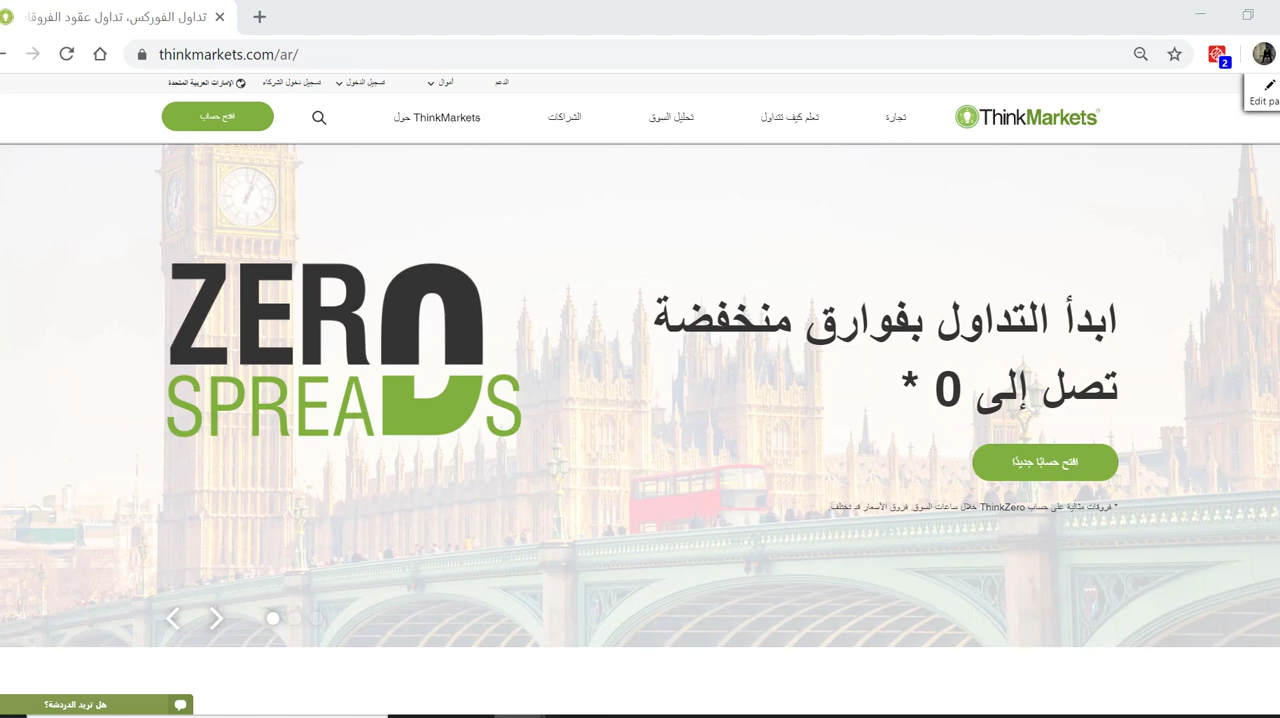 تداول الفوركس، تداول عقود الفروقا
thinkmarkets.com/ar/
2
Edit pa
الدعم
أموال
تسجيل الدخول
تسجيل دخول الشركاء
الإمارات العربية المتحدة
ThinkMarkets
تجارة
تعلم كيف تتداول
تحليل السوق
الشراكات
حول ThinkMarkets
افتح حساب
ZERO
SPREADS
ابدأ التداول بفوارق منخفضة
تصل إلى 0 *
افتح حسابًا جديدًا
* فروقات مثالية على حساب ThinkZero خلال ساعات السوق. فروق الأسعار قد تختلف.
هل تريد الدردشة؟